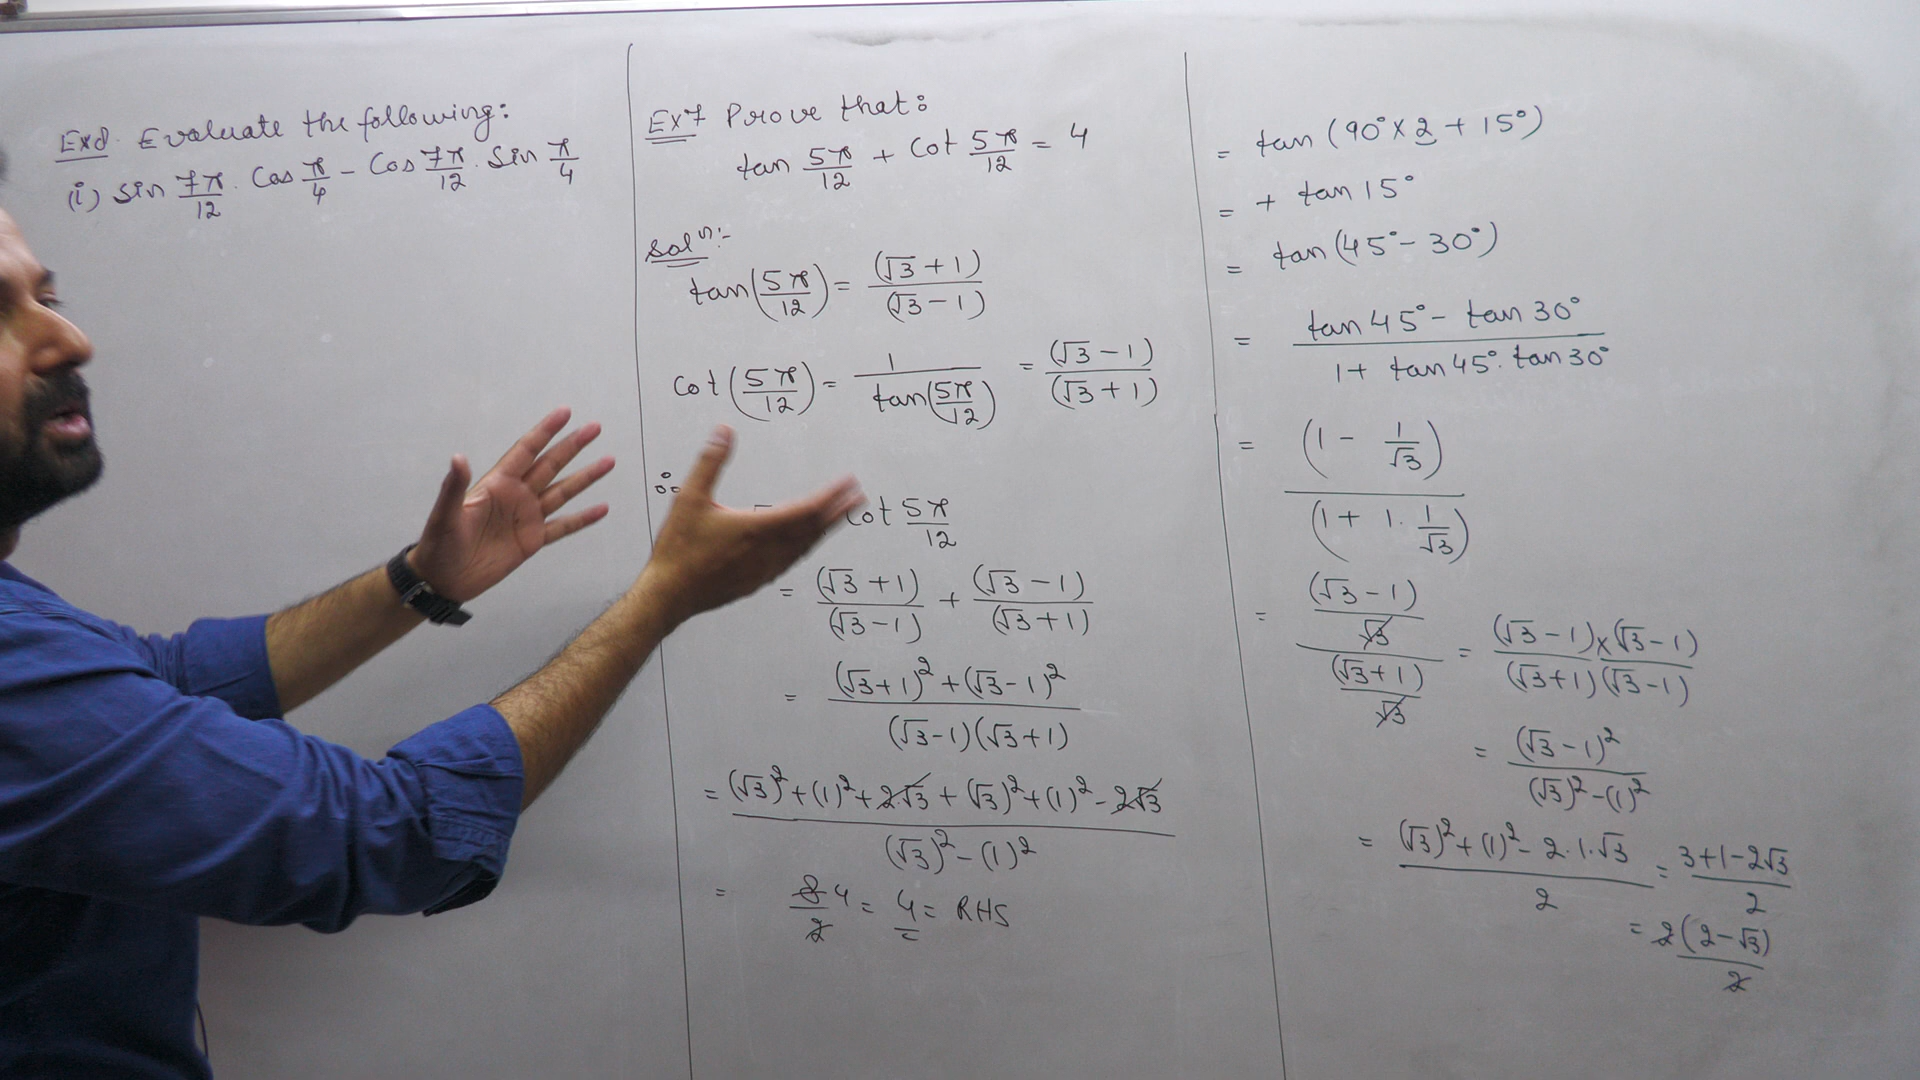 Ex8. Evaluate the following:
(i) Sin 7π/12 . Cos π/4 - Cos 7π/12 . Sin π/4
Ex7 Prove that:
tan 5π/12 + Cot 5π/12 = 4
Solⁿ:-
tan(5π/12) = (√3+1)/(√3-1)
Cot(5π/12) = 1/tan(5π/12) = (√3-1)/(√3+1)
Cot 5π/12
= (√3+1)/(√3-1) + (√3-1)/(√3+1)
= ((√3+1)²+(√3-1)²)/((√3-1)(√3+1))
= ((√3)²+(1)²+2.√3+(√3)²+(1)²-2√3)/((√3)²-(1)²)
= 8/2 4 = 4 = RHS
= tan(90°×2+15°)
= + tan 15°
= tan(45°-30°)
= (tan 45°- tan 30°)/(1+ tan 45°. tan 30°)
= (1 - 1/√3)/(1 + 1. 1/√3)
= ((√3-1)/√3)/((√3+1)/√3) = (√3-1)×(√3-1)/(√3+1)(√3-1)
= (√3-1)²/((√3)²-(1)²)
= ((√3)²+(1)²-2.1.√3)/2 = (3+1-2√3)/2
= 2(2-√3)/2